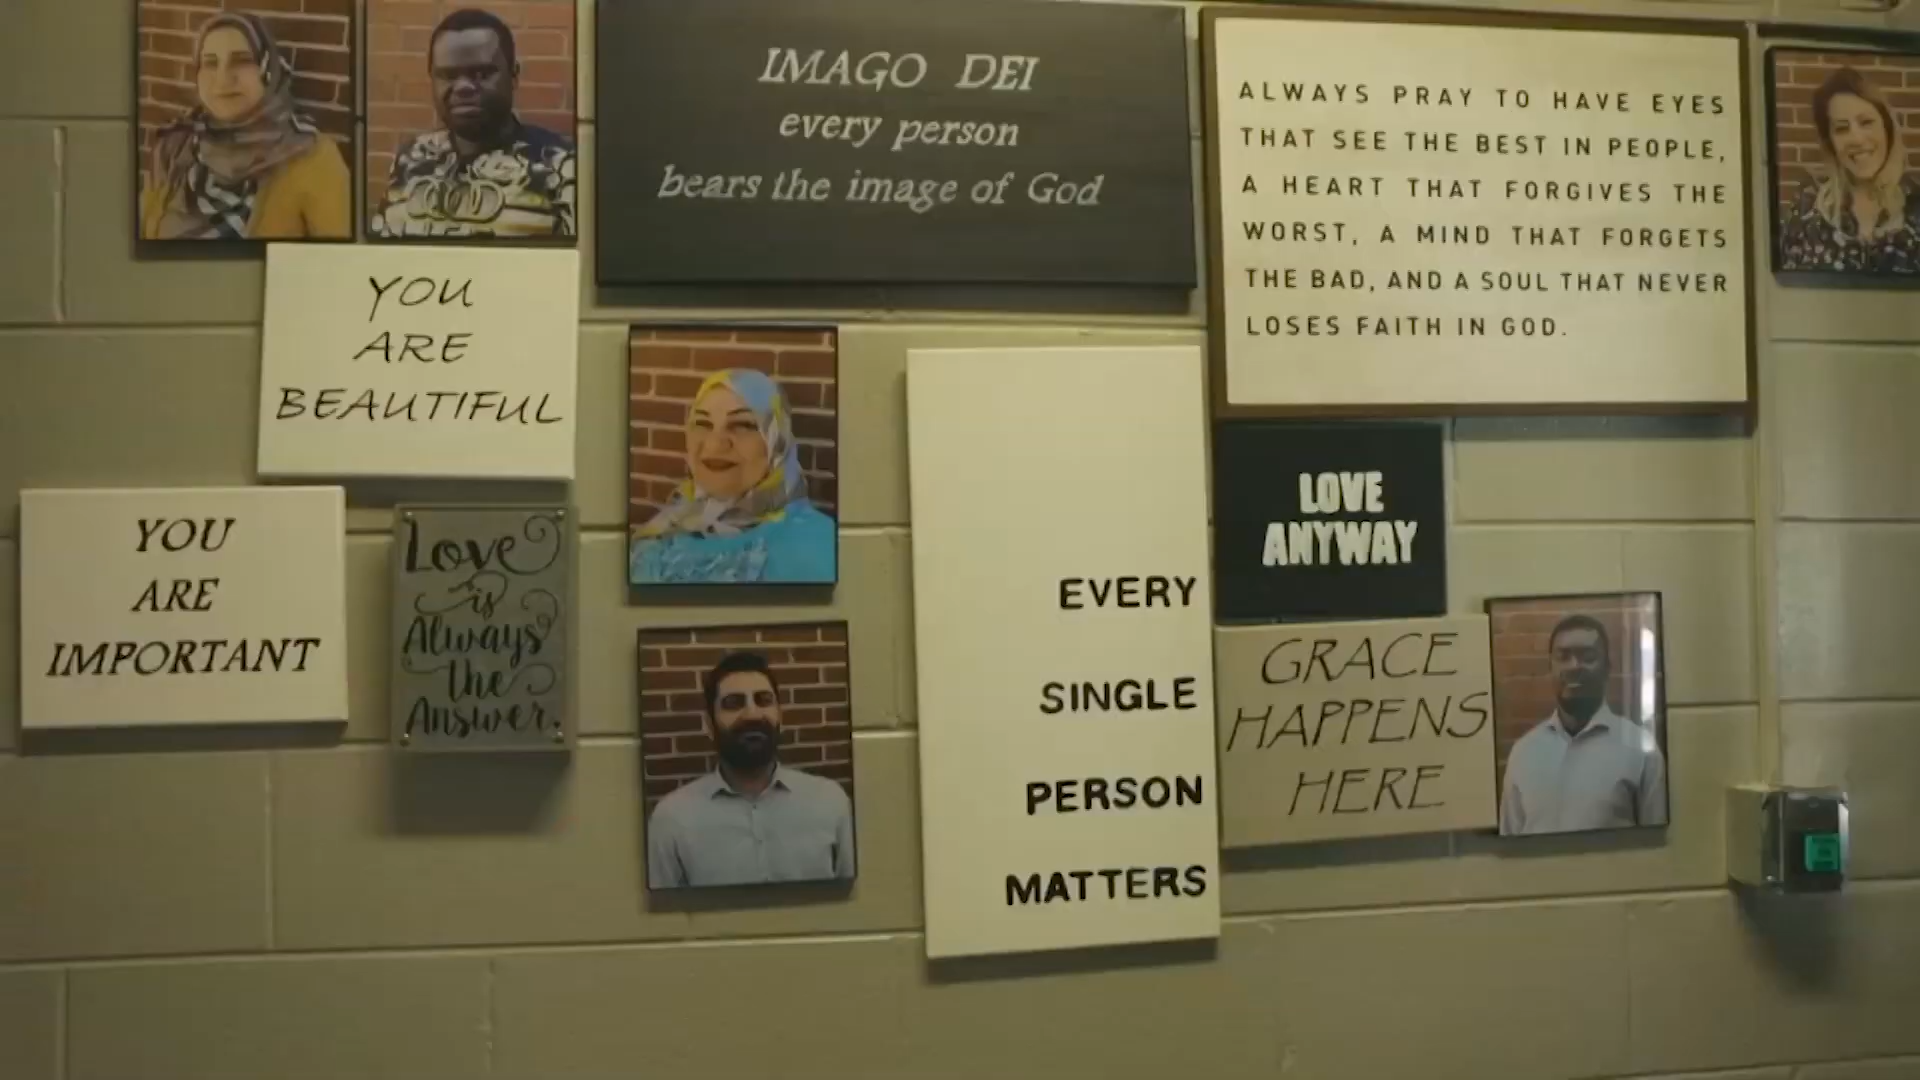 IMAGO DEI
every person
bears the image of God
ALWAYS PRAY TO HAVE EYES
THAT SEE THE BEST IN PEOPLE,
A HEART THAT FORGIVES THE
WORST, A MIND THAT FORGETS
THE BAD, AND A SOUL THAT NEVER
LOSES FAITH IN GOD.
YOU
ARE
BEAUTIFUL
YOU
ARE
IMPORTANT
Love
is
Always
the
Answer.
EVERY
SINGLE
PERSON
MATTERS
LOVE
ANYWAY
GRACE
HAPPENS
HERE